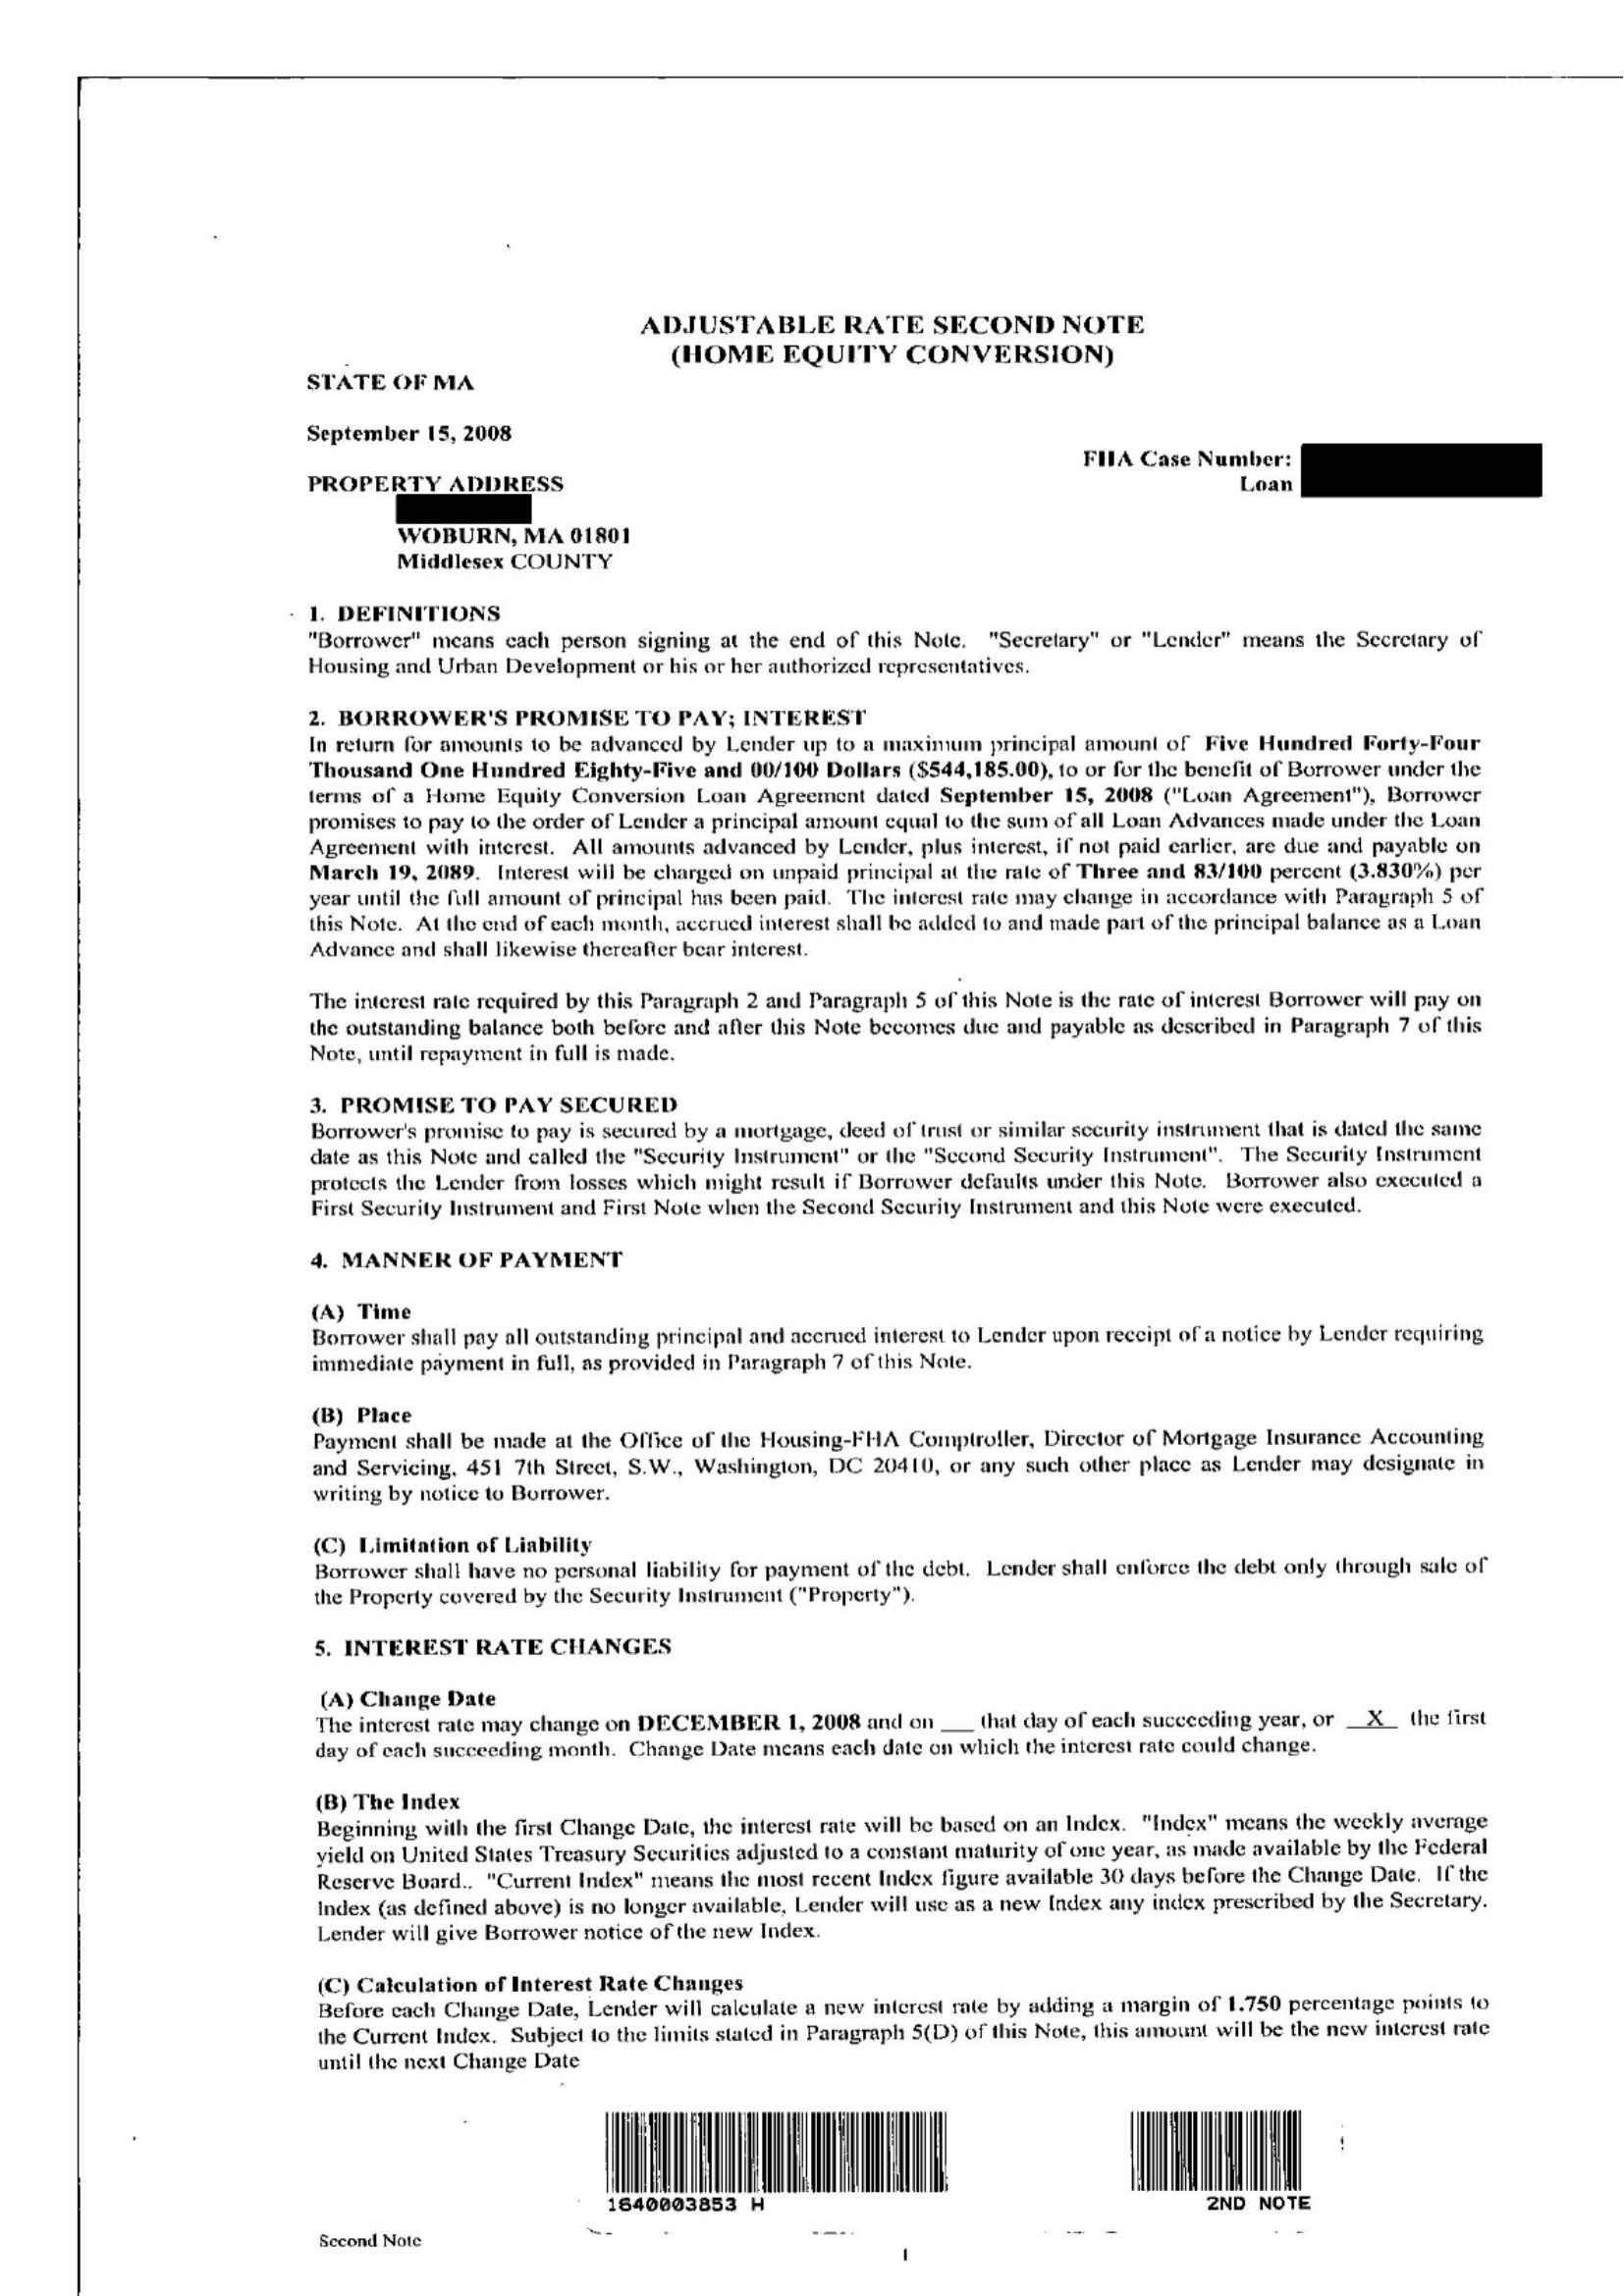 ADJUSTABLE RATE SECOND NOTE
(HOME EQUITY CONVERSION)
STATE OF MA
September 15, 2008
FHA Case Number:
PROPERTY ADDRESS
Loan
WOBURN, MA 01801
Middlesex COUNTY
1. DEFINITIONS
"Borrower" means each person signing at the end of this Note. "Secretary" or "Lender" means the Secretary of
Housing and Urban Development or his or her authorized representatives.
2. BORROWER'S PROMISE TO PAY; INTEREST
In return for amounts to be advanced by Lender up to a maximum principal amount of Five Hundred Forty-Four
Thousand One Hundred Eighty-Five and 00/100 Dollars ($544,185.00), to or for the benefit of Borrower under the
terms of a Home Equity Conversion Loan Agreement dated September 15, 2008 ("Loan Agreement"), Borrower
promises to pay to the order of Lender a principal amount equal to the sum of all Loan Advances made under the Loan
Agreement with interest. All amounts advanced by Lender, plus interest, if not paid earlier, are due and payable on
March 19, 2089. Interest will be charged on unpaid principal at the rate of Three and 83/100 percent (3.830%) per
year until the full amount of principal has been paid. The interest rate may change in accordance with Paragraph 5 of
this Note. At the end of each month, accrued interest shall be added to and made part of the principal balance as a Loan
Advance and shall likewise thereafter bear interest.
The interest rate required by this Paragraph 2 and Paragraph 5 of this Note is the rate of interest Borrower will pay on
the outstanding balance both before and after this Note becomes due and payable as described in Paragraph 7 of this
Note, until repayment in full is made.
3. PROMISE TO PAY SECURED
Borrower's promise to pay is secured by a mortgage, deed of trust or similar security instrument that is dated the same
date as this Note and called the "Security Instrument" or the "Second Security Instrument". The Security Instrument
protects the Lender from losses which might result if Borrower defaults under this Note. Borrower also executed a
First Security Instrument and First Note when the Second Security Instrument and this Note were executed.
4. MANNER OF PAYMENT
(A) Time
Borrower shall pay all outstanding principal and accrued interest to Lender upon receipt of a notice by Lender requiring
immediate payment in full, as provided in Paragraph 7 of this Note.
(B) Place
Payment shall be made at the Office of the Housing-FHA Comptroller, Director of Mortgage Insurance Accounting
and Servicing, 451 7th Street, S.W., Washington, DC 20410, or any such other place as Lender may designate in
writing by notice to Borrower.
(C) Limitation of Liability
Borrower shall have no personal liability for payment of the debt. Lender shall enforce the debt only through sale of
the Property covered by the Security Instrument ("Property").
5. INTEREST RATE CHANGES
(A) Change Date
The interest rate may change on DECEMBER 1, 2008 and on ___ that day of each succeeding year, or _X_ the first
day of each succeeding month. Change Date means each date on which the interest rate could change.
(B) The Index
Beginning with the first Change Date, the interest rate will be based on an Index. "Index" means the weekly average
yield on United States Treasury Securities adjusted to a constant maturity of one year, as made available by the Federal
Reserve Board.. "Current Index" means the most recent Index figure available 30 days before the Change Date. If the
Index (as defined above) is no longer available, Lender will use as a new Index any index prescribed by the Secretary.
Lender will give Borrower notice of the new Index.
(C) Calculation of Interest Rate Changes
Before each Change Date, Lender will calculate a new interest rate by adding a margin of 1.750 percentage points to
the Current Index. Subject to the limits stated in Paragraph 5(D) of this Note, this amount will be the new interest rate
until the next Change Date
1640003853 H
2ND NOTE
Second Note
1